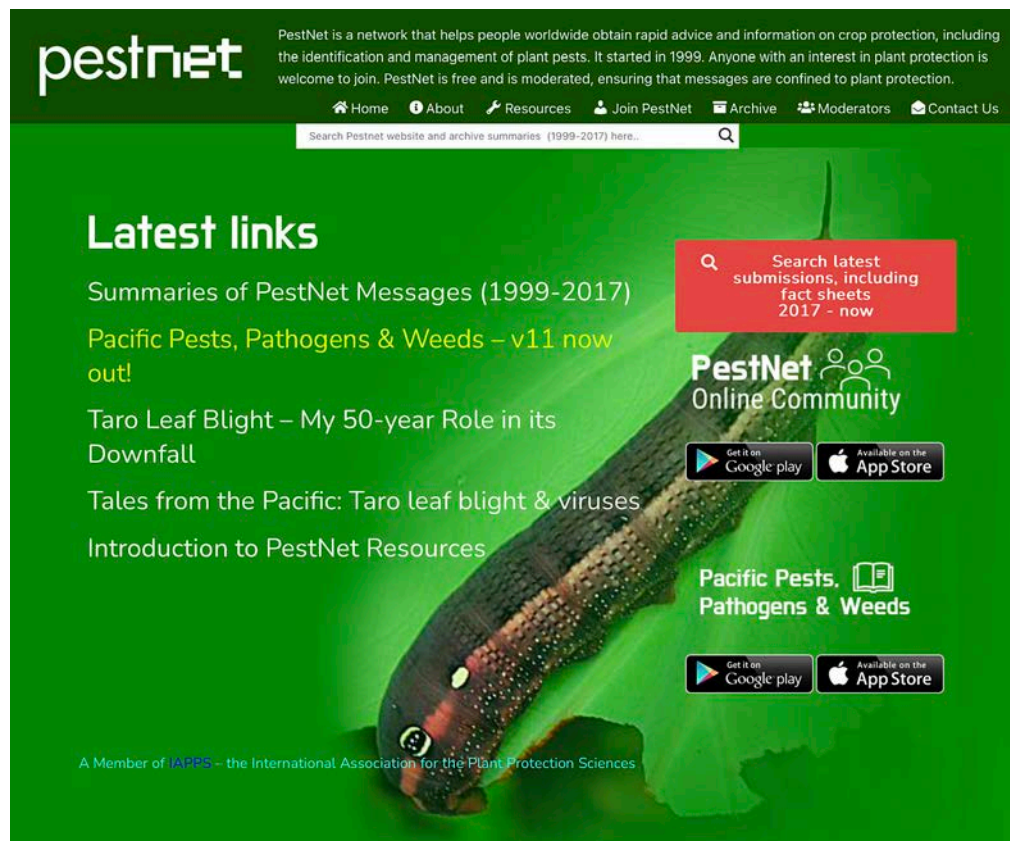 pestnet
PestNet is a network that helps people worldwide obtain rapid advice and information on crop protection, including
the identification and management of plant pests. It started in 1999. Anyone with an interest in plant protection is
welcome to join. PestNet is free and is moderated, ensuring that messages are confined to plant protection.
Home About Resources Join PestNet Archive Moderators Contact Us
Search Pestnet website and archive summaries (1999-2017) here..
Latest links
Summaries of PestNet Messages (1999-2017)
Pacific Pests, Pathogens & Weeds – v11 now
out!
Taro Leaf Blight – My 50-year Role in its
Downfall
Tales from the Pacific: Taro leaf blight & viruses
Introduction to PestNet Resources
Search latest
submissions, including
fact sheets
2017 - now
PestNet
Online Community
Get it on
Google play
Available on the
App Store
Pacific Pests,
Pathogens & Weeds
Get it on
Google play
Available on the
App Store
A Member of IAPPS – the International Association for the Plant Protection Sciences